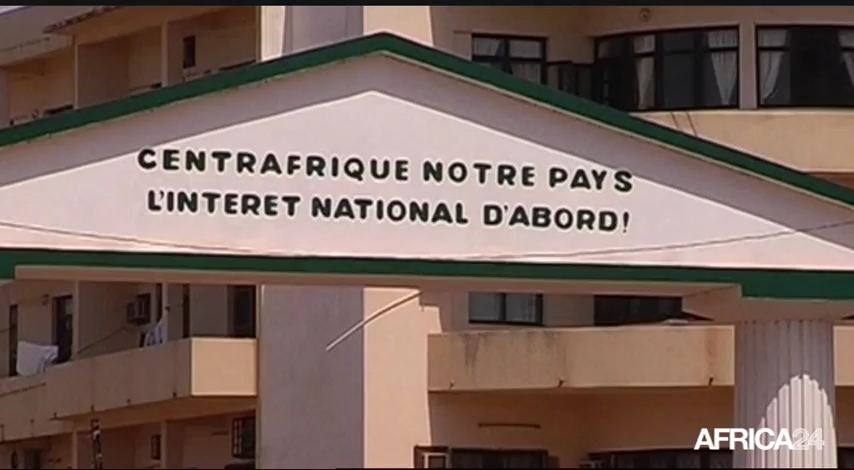 CENTRAFRIQUE NOTRE PAYS
L'INTERET NATIONAL D'ABORD!
AFRICA24